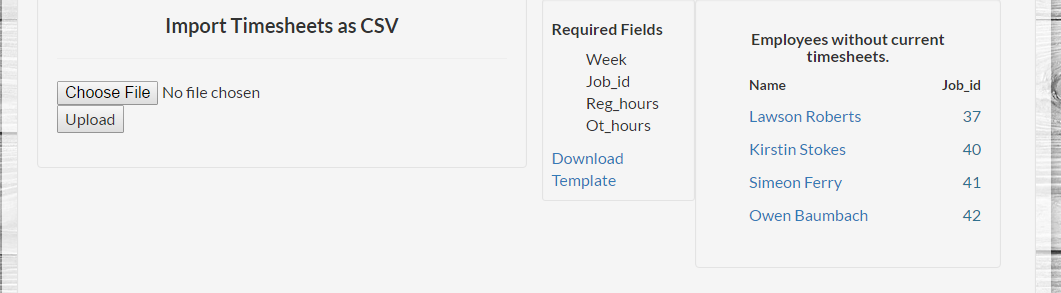 Import Timesheets as CSV
Choose File No file chosen
Upload
Required Fields
Week
Job_id
Reg_hours
Ot_hours
Download
Template
Employees without current
timesheets.
Name Job_id
Lawson Roberts 37
Kirstin Stokes 40
Simeon Ferry 41
Owen Baumbach 42